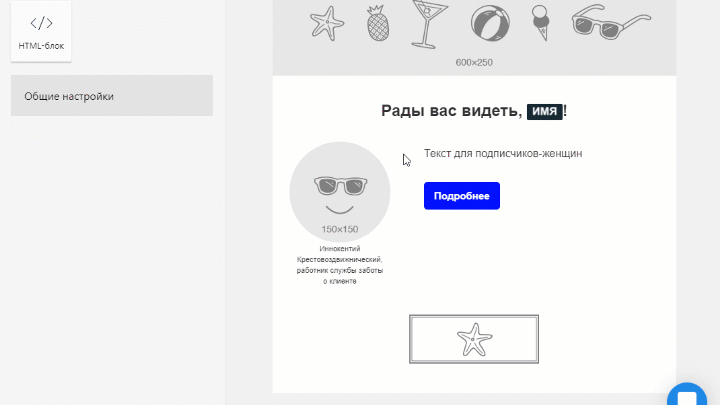 HTML-блок
Общие настройки
600×250
Рады вас видеть, ИМЯ!
150×150
Иннокентий
Крестовоздвижнический,
работник службы заботы
о клиенте
Текст для подписчиков-женщин
Подробнее